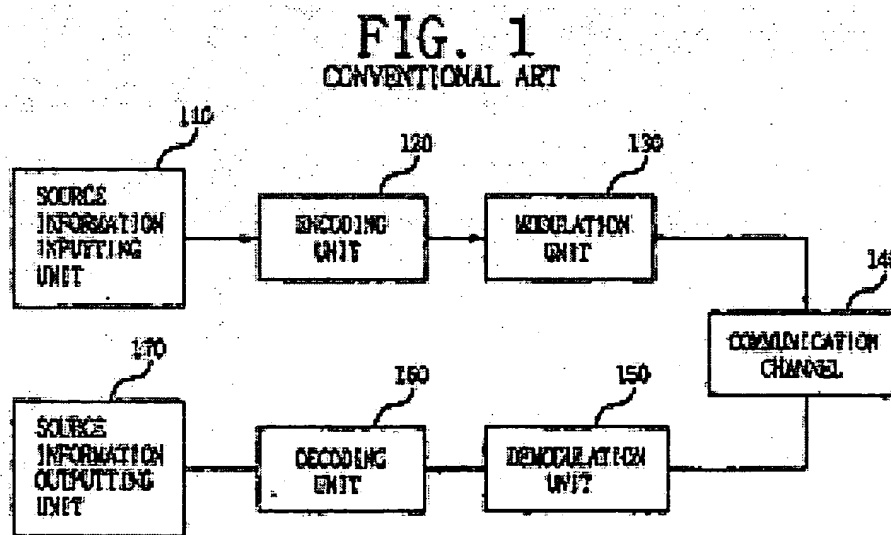 FIG. 1
CONVENTIONAL ART
110
120
130
SOURCE
INFORMATION
INPUTTING
UNIT
ENCODING
UNIT
MODULATION
UNIT
140
COMMUNICATION
CHANNEL
170
160
150
SOURCE
INFORMATION
OUTPUTTING
UNIT
DECODING
UNIT
DEMODULATION
UNIT